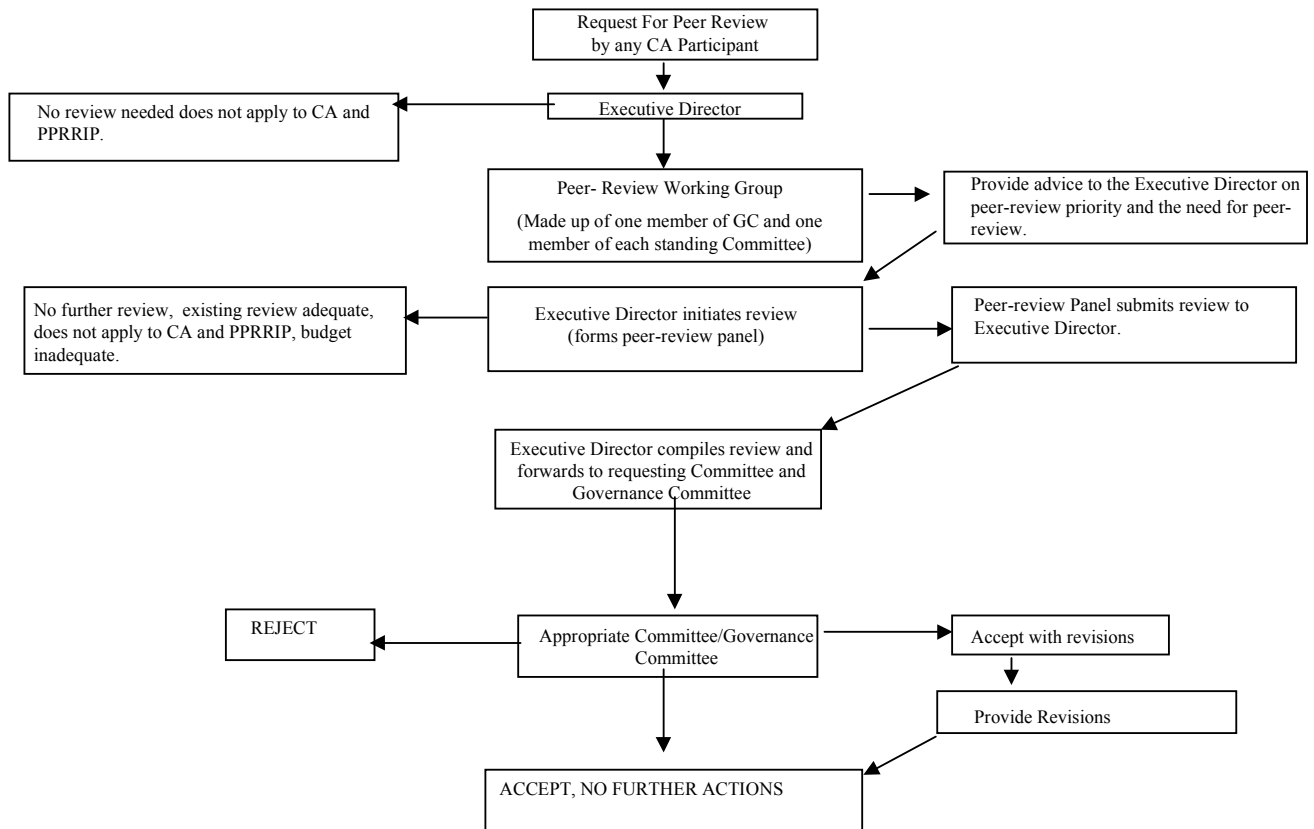 Request For Peer Review
by any CA Participant
No review needed does not apply to CA and
PPRRIP.
Executive Director
Peer- Review Working Group
(Made up of one member of GC and one
member of each standing Committee)
Provide advice to the Executive Director on
peer-review priority and the need for peer-
review.
No further review, existing review adequate,
does not apply to CA and PPRRIP, budget
inadequate.
Executive Director initiates review
(forms peer-review panel)
Peer-review Panel submits review to
Executive Director.
Executive Director compiles review and
forwards to requesting Committee and
Governance Committee
REJECT
Appropriate Committee/Governance
Committee
Accept with revisions
Provide Revisions
ACCEPT, NO FURTHER ACTIONS